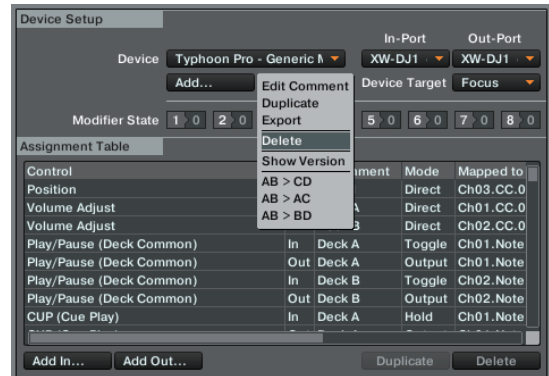 Device Setup
In-Port Out-Port
Device Typhoon Pro - Generic M XW-DJ1 XW-DJ1
Add... Device Target Focus
Edit Comment
Duplicate
Export
Delete
Show Version
AB > CD
AB > AC
AB > BD
Modifier State 1 0 2 0 5 0 6 0 7 0 8 0
Assignment Table
Control Mode Mapped to
Position Direct Ch03.CC.0
Volume Adjust Direct Ch01.CC.0
Volume Adjust Direct Ch02.CC.0
Play/Pause (Deck Common) In Deck A Toggle Ch01.Note
Play/Pause (Deck Common) Out Deck A Output Ch01.Note
Play/Pause (Deck Common) In Deck B Toggle Ch02.Note
Play/Pause (Deck Common) Out Deck B Output Ch02.Note
CUP (Cue Play) In Deck A Hold Ch01.Note
Add In... Add Out... Duplicate Delete